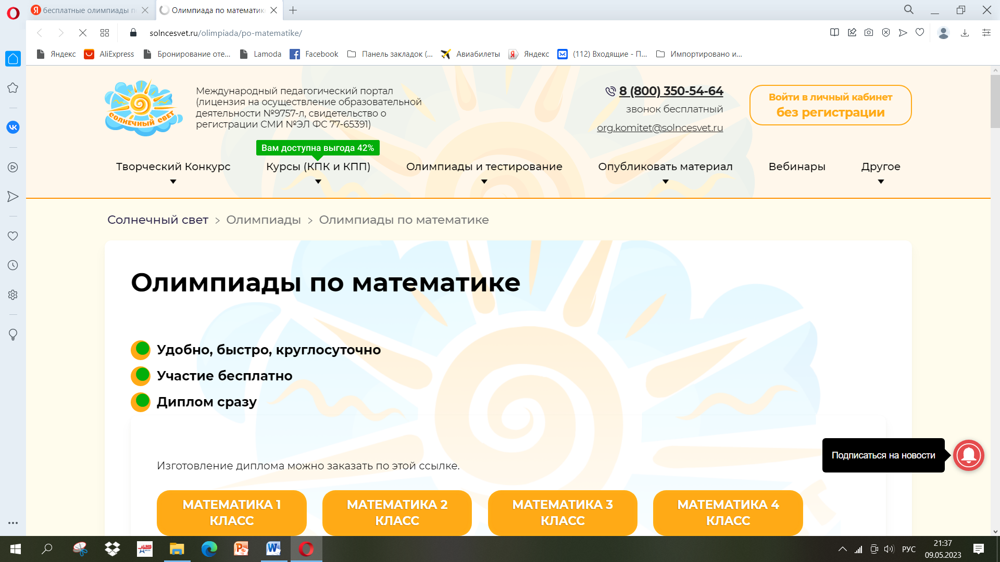 бесплатные олимпиады п
Олимпиада по математик
solncesvet.ru/olimpiada/po-matematike/
Яндекс
AliExpress
Бронирование оте...
Lamoda
Facebook
Панель закладок (...
Авиабилеты
Яндекс
(112) Входящие - П...
Импортировано и...
СОЛНЕЧНЫЙ СВЕТ
Международный педагогический портал
(лицензия на осуществление образовательной
деятельности №9757-л, свидетельство о
регистрации СМИ №ЭЛ ФС 77-65391)
8 (800) 350-54-64
звонок бесплатный
org.komitet@solncesvet.ru
Войти в личный кабинет
без регистрации
Вам доступна выгода 42%
Творческий Конкурс
Курсы (КПК и КПП)
Олимпиады и тестирование
Опубликовать материал
Вебинары
Другое
Солнечный свет > Олимпиады > Олимпиады по математике
Олимпиады по математике
Удобно, быстро, круглосуточно
Участие бесплатно
Диплом сразу
Изготовление диплома можно заказать по этой ссылке.
Подписаться на новости
МАТЕМАТИКА 1
КЛАСС
МАТЕМАТИКА 2
КЛАСС
МАТЕМАТИКА 3
КЛАСС
МАТЕМАТИКА 4
КЛАСС
РУС
21:37
09.05.2023